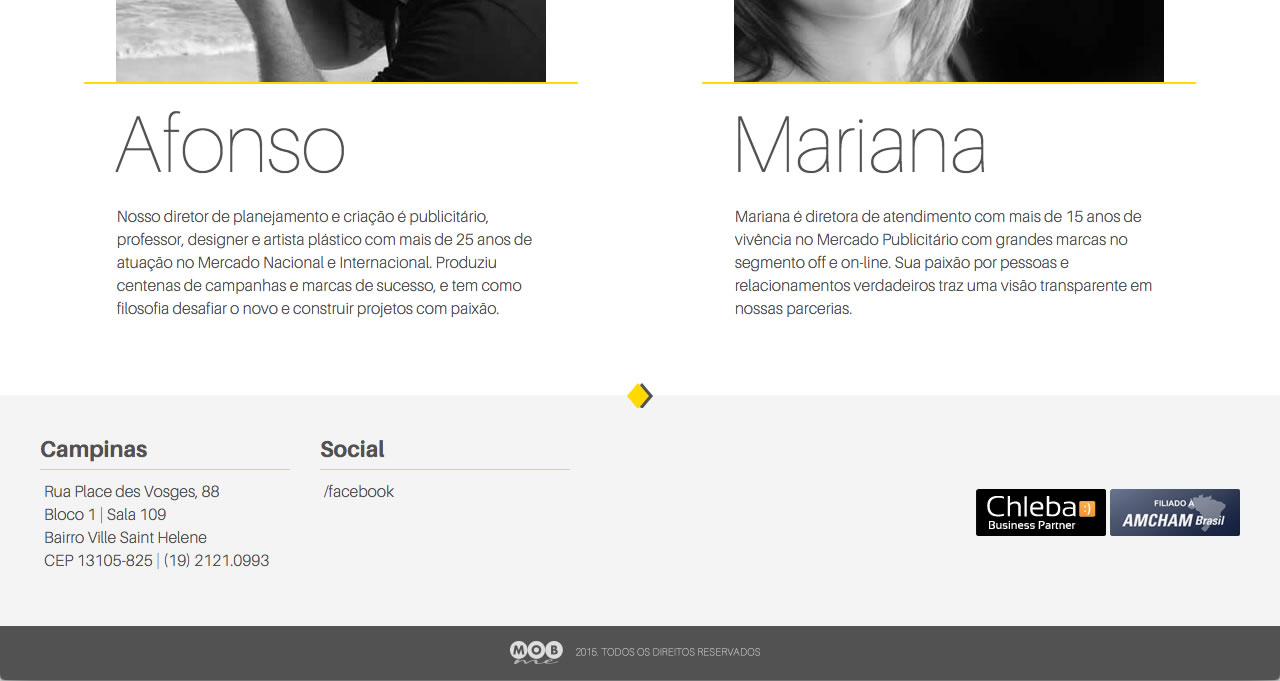 Afonso
Nosso diretor de planejamento e criação é publicitário,
professor, designer e artista plástico com mais de 25 anos de
atuação no Mercado Nacional e Internacional. Produziu
centenas de campanhas e marcas de sucesso, e tem como
filosofia desafiar o novo e construir projetos com paixão.
Mariana
Mariana é diretora de atendimento com mais de 15 anos de
vivência no Mercado Publicitário com grandes marcas no
segmento off e on-line. Sua paixão por pessoas e
relacionamentos verdadeiros traz uma visão transparente em
nossas parcerias.
Campinas
Rua Place des Vosges, 88
Bloco 1 | Sala 109
Bairro Ville Saint Helene
CEP 13105-825 | (19) 2121.0993
Social
/facebook
Chleba :)
Business Partner
FILIADO À
AMCHAM Brasil
MOB
me
2015. TODOS OS DIREITOS RESERVADOS